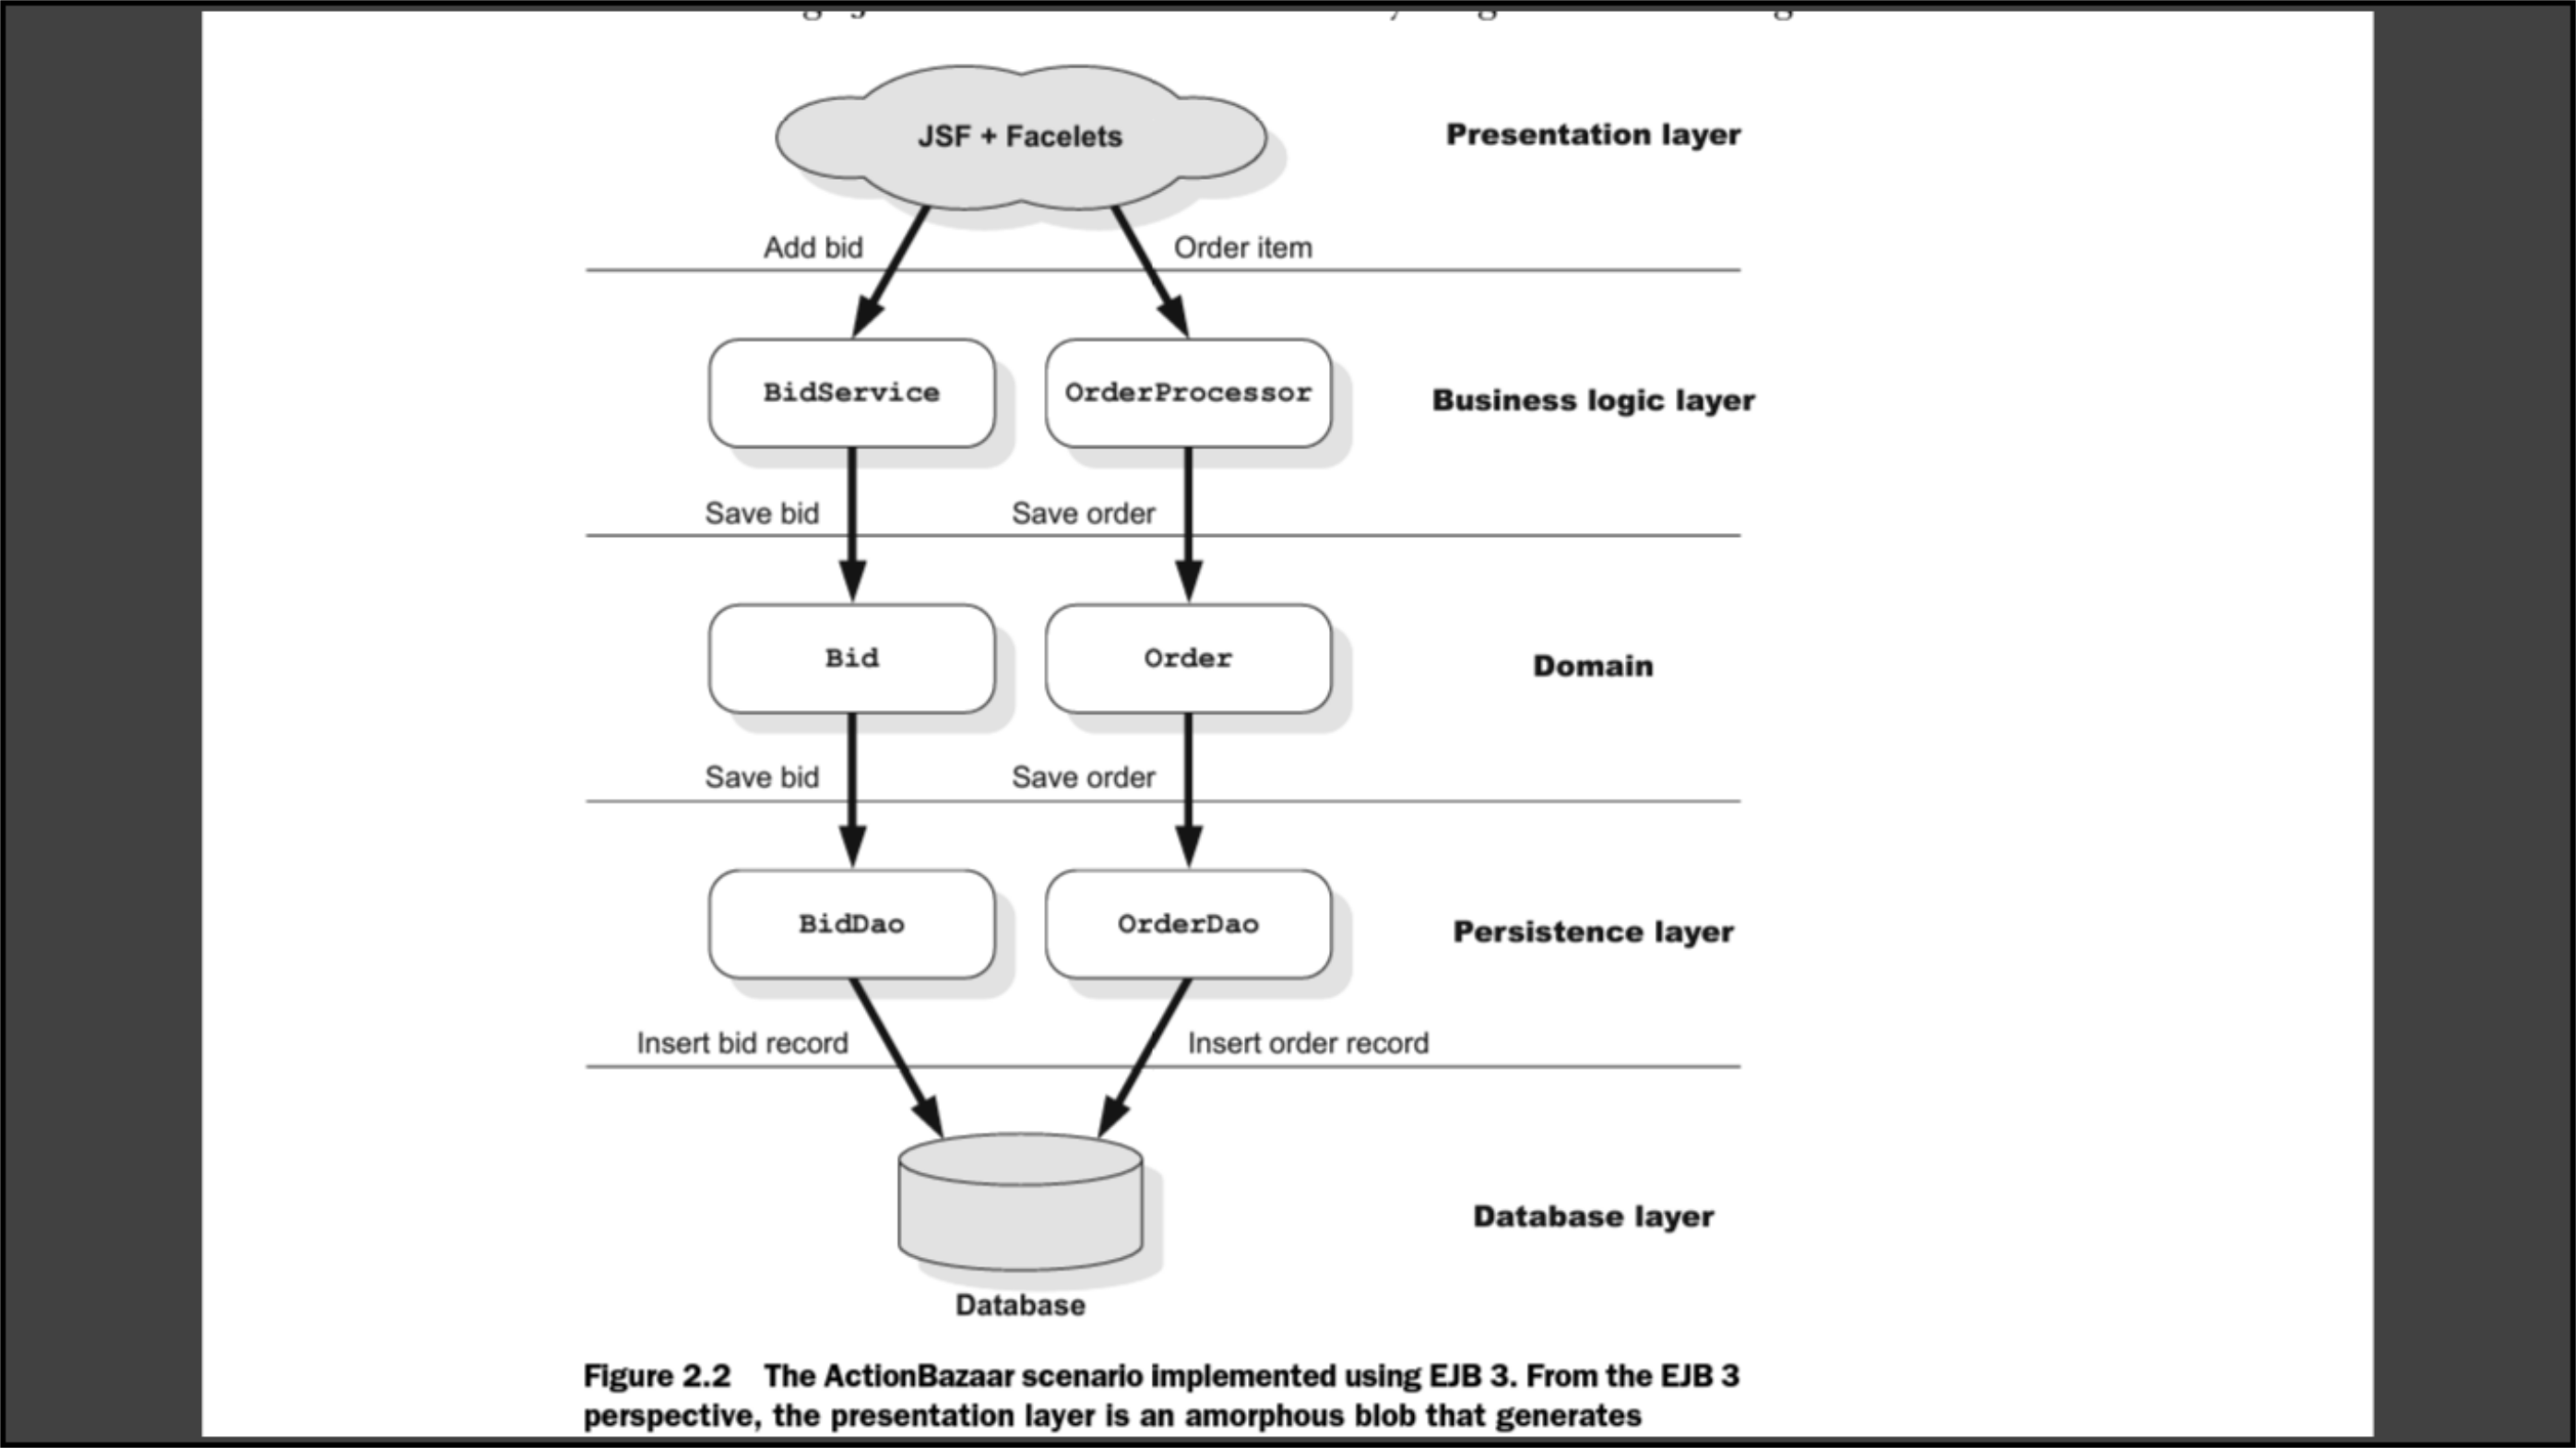 JSF + Facelets
Presentation layer
Add bid
Order item
BidService
OrderProcessor
Business logic layer
Save bid
Save order
Bid
Order
Domain
Save bid
Save order
BidDao
OrderDao
Persistence layer
Insert bid record
Insert order record
Database layer
Database
Figure 2.2 The ActionBazaar scenario implemented using EJB 3. From the EJB 3
perspective, the presentation layer is an amorphous blob that generates